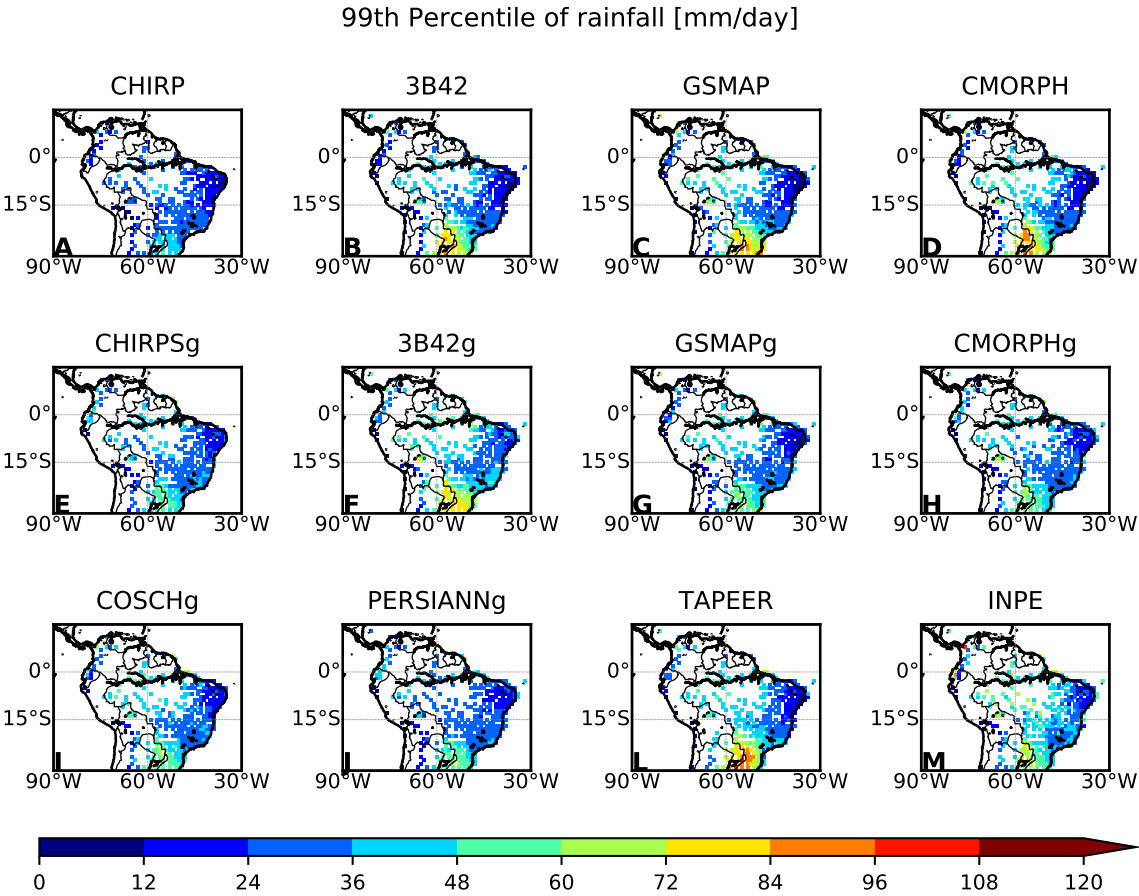 99th Percentile of rainfall [mm/day]
CHIRP 3B42 GSMAP CMORPH
0° 0° 0° 0°
15°S 15°S 15°S 15°S
A B C D
90°W 60°W 30°W 90°W 60°W 30°W 90°W 60°W 30°W 90°W 60°W 30°W
CHIRPSg 3B42g GSMAPg CMORPHg
0° 0° 0° 0°
15°S 15°S 15°S 15°S
E F G H
90°W 60°W 30°W 90°W 60°W 30°W 90°W 60°W 30°W 90°W 60°W 30°W
COSCHg PERSIANNg TAPEER INPE
0° 0° 0° 0°
15°S 15°S 15°S 15°S
I J L M
90°W 60°W 30°W 90°W 60°W 30°W 90°W 60°W 30°W 90°W 60°W 30°W
0 12 24 36 48 60 72 84 96 108 120